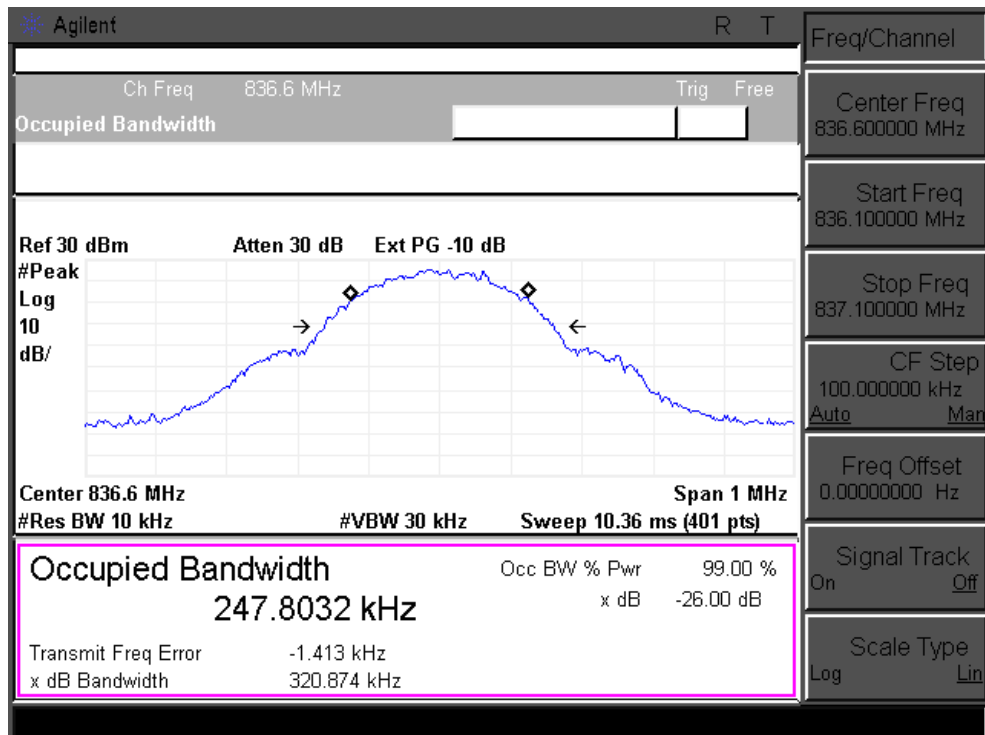 Agilent R T
Ch Freq 836.6 MHz Trig Free
Occupied Bandwidth
Ref 30 dBm Atten 30 dB Ext PG -10 dB
#Peak
Log
10
dB/
Center 836.6 MHz Span 1 MHz
#Res BW 10 kHz #VBW 30 kHz Sweep 10.36 ms (401 pts)
Occupied Bandwidth Occ BW % Pwr 99.00 %
247.8032 kHz x dB -26.00 dB
Transmit Freq Error -1.413 kHz
x dB Bandwidth 320.874 kHz
Freq/Channel
Center Freq
836.600000 MHz
Start Freq
836.100000 MHz
Stop Freq
837.100000 MHz
CF Step
100.000000 kHz
Auto Man
Freq Offset
0.00000000 Hz
Signal Track
On Off
Scale Type
Log Lin